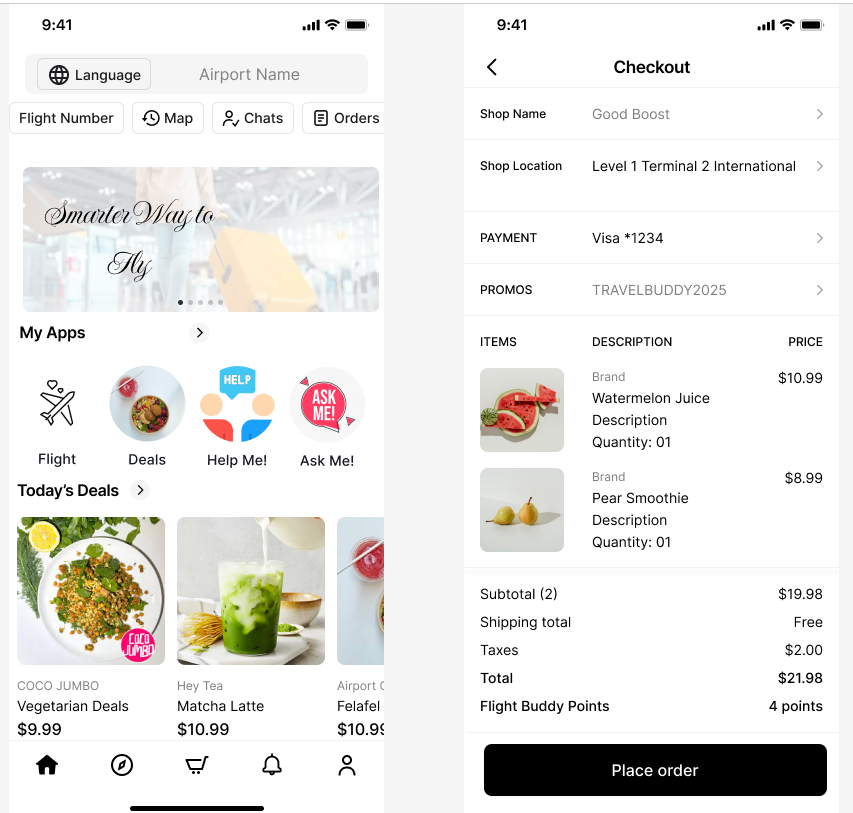 9:41
Language
Airport Name
Flight Number
Map
Chats
Orders
Smarter Way to
Fly
My Apps
HELP
ASK
ME!
Flight
Deals
Help Me!
Ask Me!
Today's Deals
COCO
JUMBO
COCO JUMBO
Vegetarian Deals
$9.99
Hey Tea
Matcha Latte
$10.99
Airport
Felafel
$10.99
9:41
Checkout
Shop Name
Good Boost
Shop Location
Level 1 Terminal 2 International
PAYMENT
Visa *1234
PROMOS
TRAVELBUDDY2025
ITEMS DESCRIPTION PRICE
Brand
Watermelon Juice
Description
Quantity: 01
$10.99
Brand
Pear Smoothie
Description
Quantity: 01
$8.99
Subtotal (2) $19.98
Shipping total Free
Taxes $2.00
Total $21.98
Flight Buddy Points 4 points
Place order